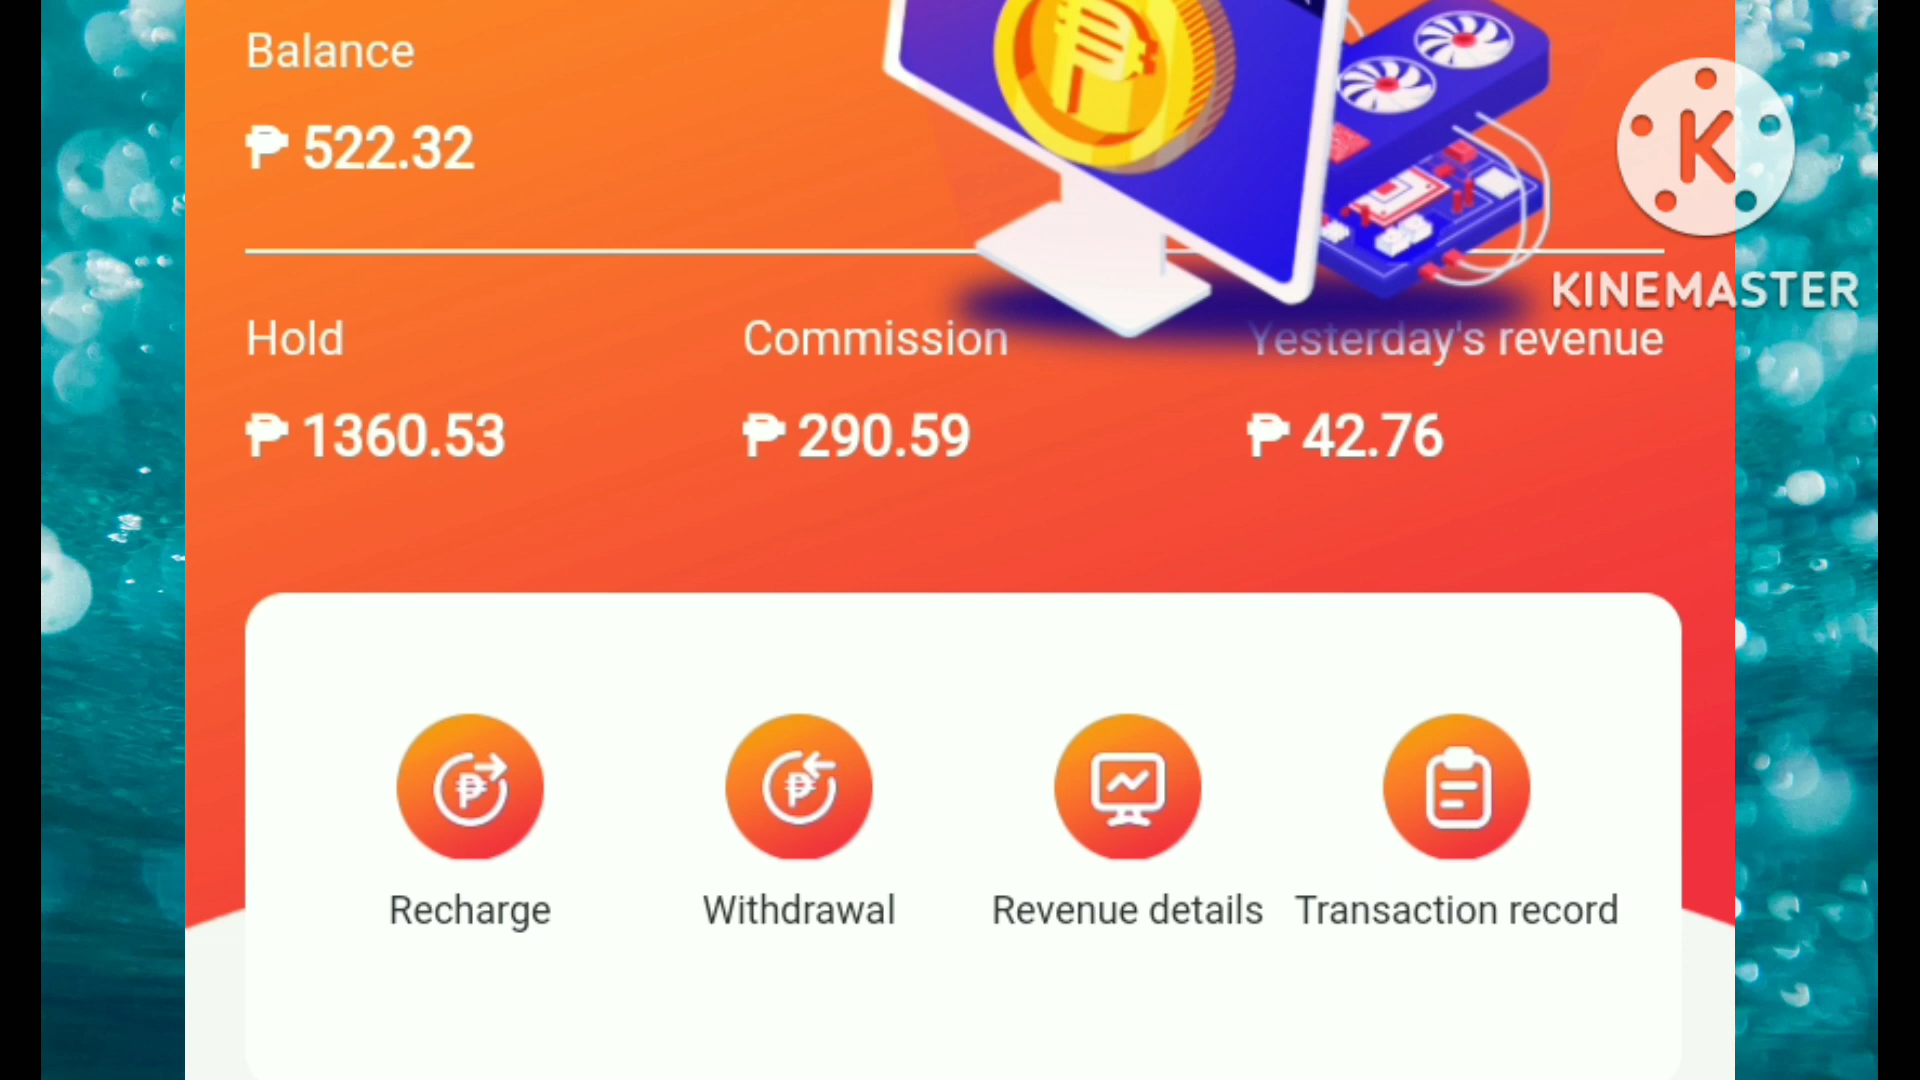 Balance
₱ 522.32
K
KINEMASTER
Hold
Commission
Yesterday's revenue
₱ 1360.53
₱ 290.59
₱ 42.76
Recharge
Withdrawal
Revenue details
Transaction record